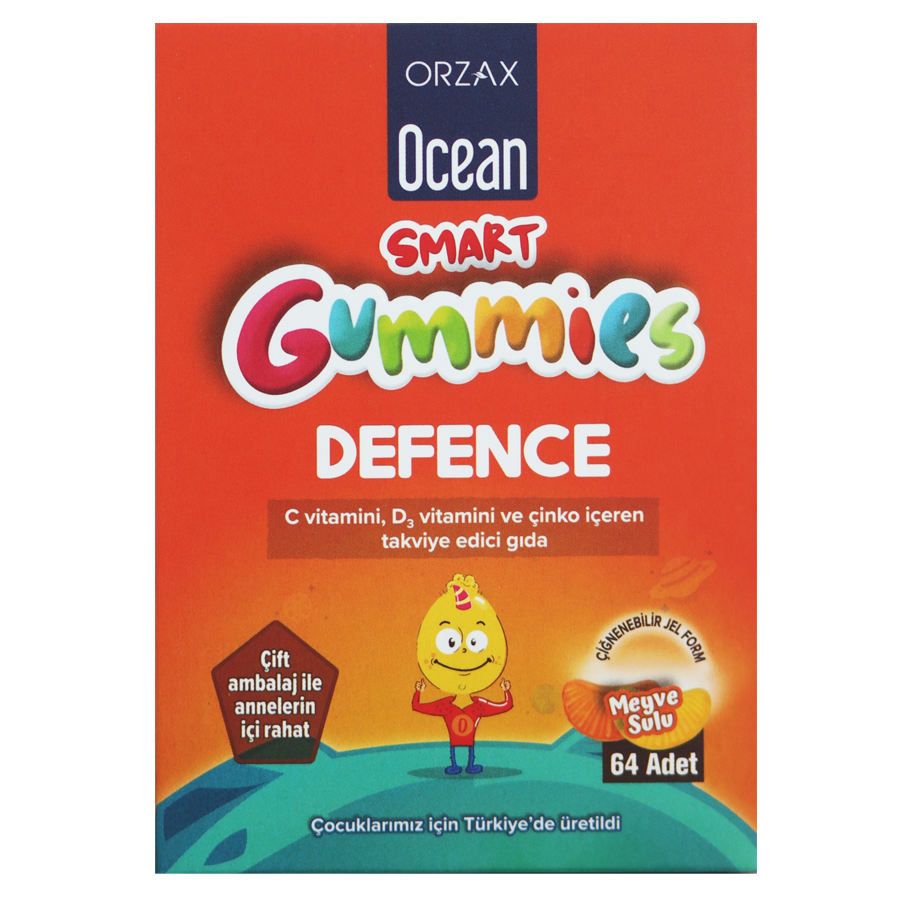 ORZAX
Ocean
SMART
Gummies
DEFENCE
C vitamini, D₃ vitamini ve çinko içeren
takviye edici gıda
Çift
ambalaj ile
annelerin
içi rahat
ÇİĞNENEBİLİR JEL FORM
Meyve
Sulu
64 Adet
D
Çocuklarımız için Türkiye'de üretildi